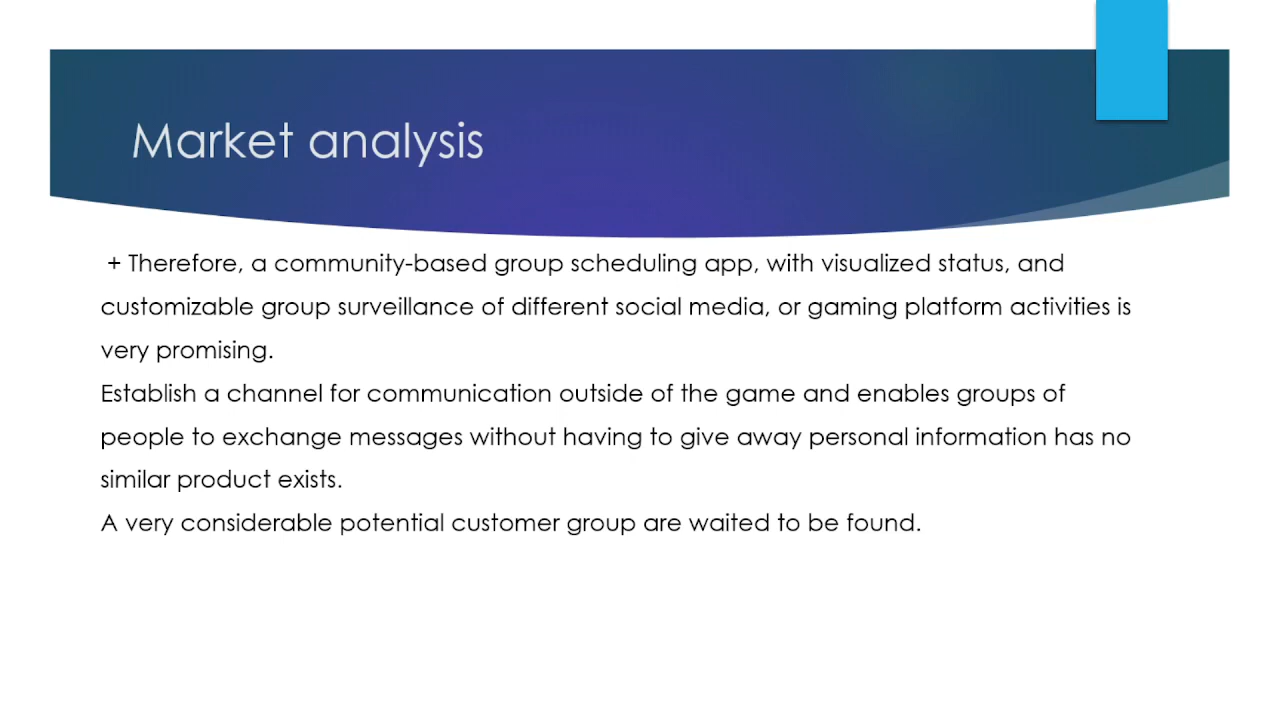 Market analysis
+ Therefore, a community-based group scheduling app, with visualized status, and
customizable group surveillance of different social media, or gaming platform activities is
very promising.
Establish a channel for communication outside of the game and enables groups of
people to exchange messages without having to give away personal information has no
similar product exists.
A very considerable potential customer group are waited to be found.